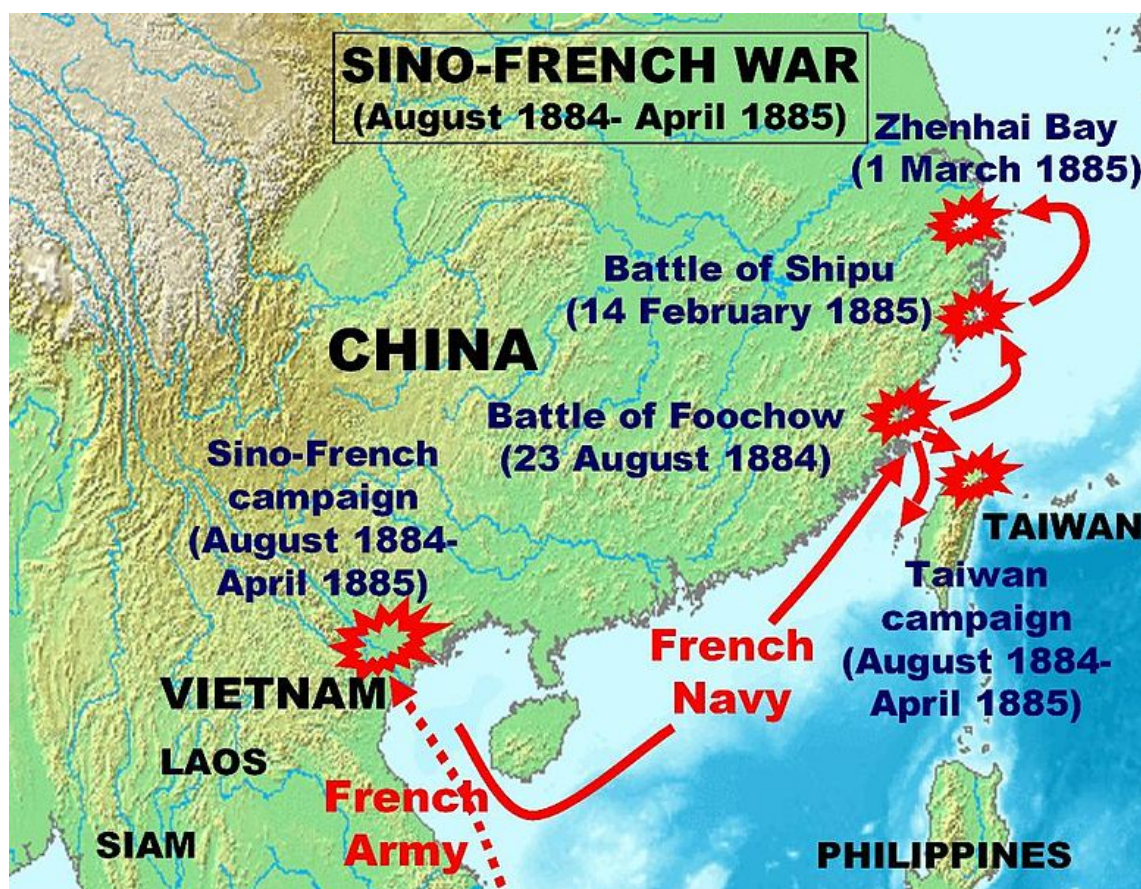 SINO-FRENCH WAR
(August 1884- April 1885)
Zhenhai Bay
(1 March 1885)
Battle of Shipu
(14 February 1885)
CHINA
Battle of Foochow
(23 August 1884)
Sino-French
campaign
(August 1884-
April 1885)
TAIWAN
Taiwan
campaign
(August 1884-
April 1885)
French
Navy
VIETNAM
LAOS
French
Army
SIAM
PHILIPPINES